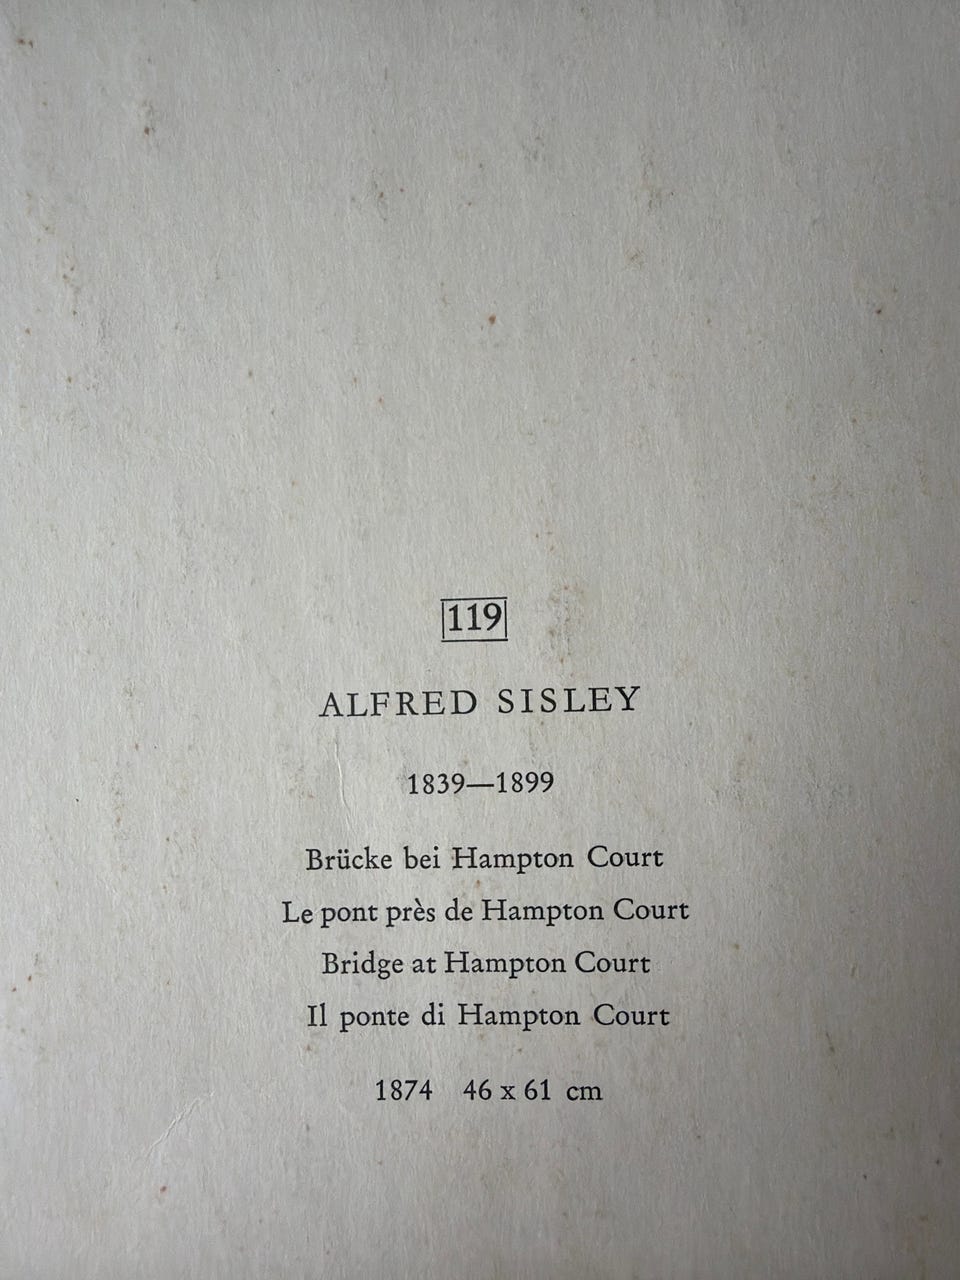 119
ALFRED SISLEY
1839—1899
Brücke bei Hampton Court
Le pont près de Hampton Court
Bridge at Hampton Court
Il ponte di Hampton Court
1874 46 x 61 cm